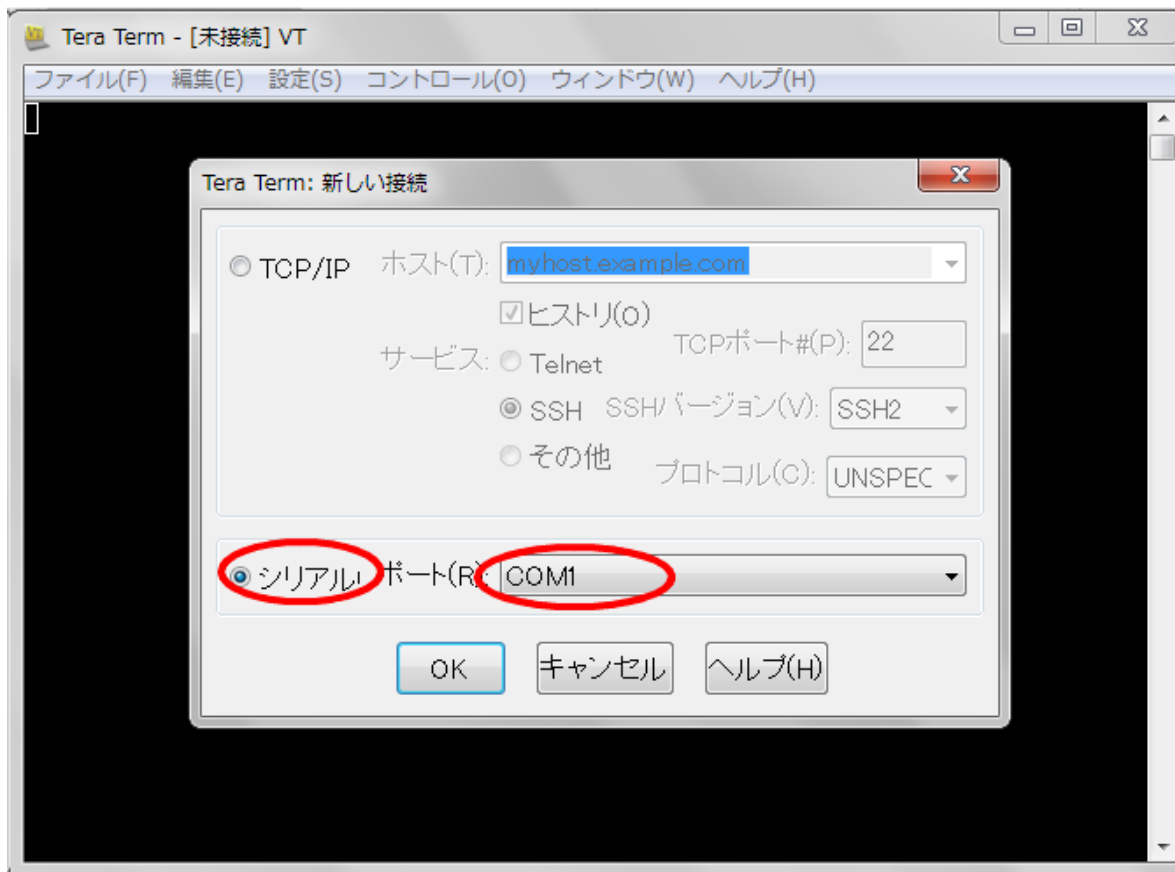 Tera Term - [未接続] VT
ファイル(F) 編集(E) 設定(S) コントロール(O) ウィンドウ(W) ヘルプ(H)
Tera Term: 新しい接続
TCP/IP ホスト(T): myhost.example.com
ヒストリ(O)
サービス: Telnet TCPポート#(P): 22
SSH SSHバージョン(V): SSH2
その他 プロトコル(C): UNSPEC
シリアル ポート(R): COM1
OK キャンセル ヘルプ(H)